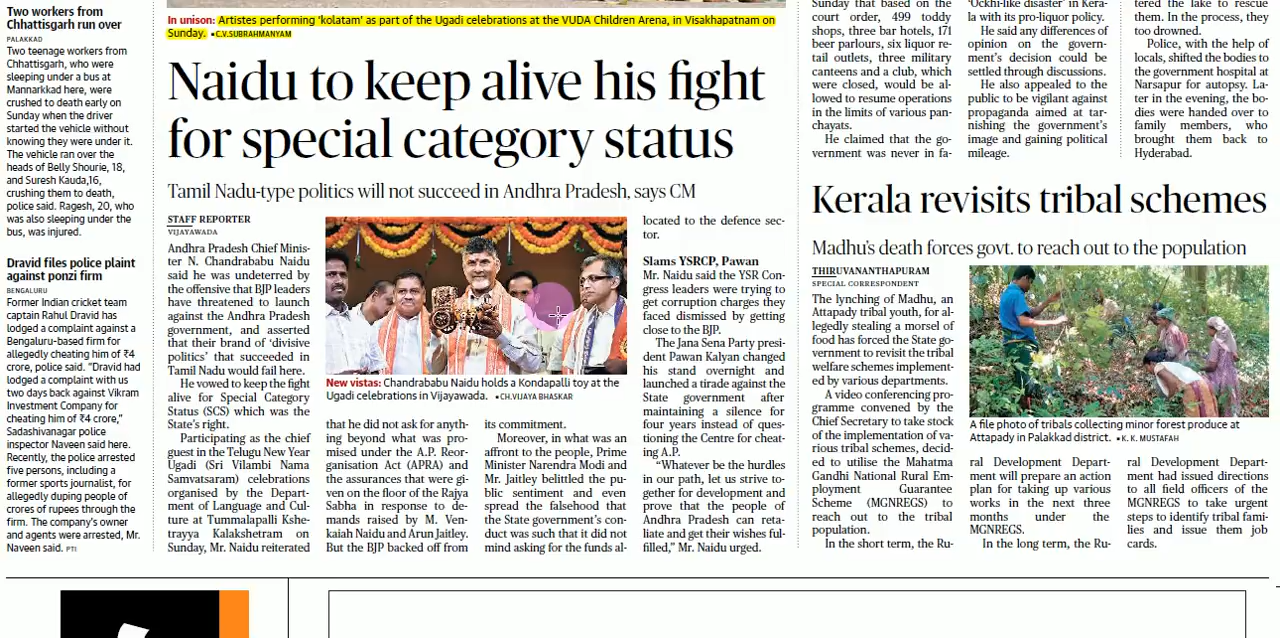 Two workers from
Chhattisgarh run over
PALAKKAD
Two teenage workers from
Chhattisgarh, who were
sleeping under a bus at
Mannarkkad here, were
crushed to death early on
Sunday when the driver
started the vehicle without
knowing they were under it.
The vehicle ran over the
heads of Belly Shourie, 18,
and Suresh Kauda,16,
crushing them to death,
police said. Ragesh, 20, who
was also sleeping under the
bus, was injured.
Dravid files police plaint
against ponzi firm
BENGALURU
Former Indian cricket team
captain Rahul Dravid has
lodged a complaint against a
Bengaluru-based firm for
allegedly cheating him of ₹4
crore, police said. "David had
lodged a complaint with us
two days back against Vikram
Investment Company for
cheating him of ₹4 crore,"
Sadashivanagar police
inspector Naveen said here.
Recently, the police arrested
five persons, including a
former sports journalist, for
allegedly duping people of
crores of rupees through the
firm. The company's owner
and agents were arrested, Mr.
Naveen said. PTI
In unison: Artistes performing 'kolatam' as part of the Ugadi celebrations at the VUDA Children Arena, in Visakhapatnam on
Sunday. •C.V.SUBRAHMANYAM
Naidu to keep alive his fight
for special category status
Tamil Nadu-type politics will not succeed in Andhra Pradesh, says CM
STAFF REPORTER
VIJAYAWADA
Andhra Pradesh Chief Minis-
ter N. Chandrababu Naidu
said he was undeterred by
the offensive that BJP leaders
have threatened to launch
against the Andhra Pradesh
government, and asserted
that their brand of 'divisive
politics' that succeeded in
Tamil Nadu would fail here.
He vowed to keep the fight
alive for Special Category
Status (SCS) which was the
State's right.
Participating as the chief
guest in the Telugu New Year
Ugadi (Sri Vilambi Nama
Samvatsaram) celebrations
organised by the Depart-
ment of Language and Cul-
ture at Tummalapalli Kshe-
trayya Kalakshetram on
Sunday, Mr. Naidu reiterated
New vistas: Chandrababu Naidu holds a Kondapalli toy at the
Ugadi celebrations in Vijayawada. •CH.VIJAYA BHASKAR
that he did not ask for anyth-
ing beyond what was pro-
mised under the A.P. Reor-
ganisation Act (APRA) and
the assurances that were gi-
ven on the floor of the Rajya
Sabha in response to de-
mands raised by M. Ven-
kaiah Naidu and Arun Jaitley.
But the BJP backed off from
its commitment.
Moreover, in what was an
affront to the people, Prime
Minister Narendra Modi and
Mr. Jaitley belittled the pu-
blic sentiment and even
spread the falsehood that
the State government's con-
duct was such that it did not
mind asking for the funds al-
located to the defence sec-
tor.
Slams YSRCP, Pawan
Mr. Naidu said the YSR Con-
gress leaders were trying to
get corruption charges they
faced dismissed by getting
close to the BJP.
The Jana Sena Party presi-
dent Pawan Kalyan changed
his stand overnight and
launched a tirade against the
State government after
maintaining a silence for
four years instead of ques-
tioning the Centre for cheat-
ing A.P.
"Whatever be the hurdles
in our path, let us strive to-
gether for development and
prove that the people of
Andhra Pradesh can reta-
liate and get their wishes ful-
filled," Mr. Naidu urged.
Sunday that based on the
court order, 499 toddy
shops, three bar hotels, 171
beer parlours, six liquor re-
tail outlets, three military
canteens and a club, which
were closed, would be al-
lowed to resume operations
in the limits of various pan-
chayats.
He claimed that the go-
vernment was never in fa-
'Ockhi-like disaster' in Kera-
la with its pro-liquor policy.
He said any differences of
opinion on the govern-
ment's decision could be
settled through discussions.
He also appealed to the
public to be vigilant against
propaganda aimed at tar-
nishing the government's
image and gaining political
mileage.
tered the lake to rescue
them. In the process, they
too drowned.
Police, with the help of
locals, shifted the bodies to
the government hospital at
Narsapur for autopsy. La-
ter in the evening, the bo-
dies were handed over to
family members, who
brought them back to
Hyderabad.
Kerala revisits tribal schemes
Madhu's death forces govt. to reach out to the population
THIRUVANANTHAPURAM
SPECIAL CORRESPONDENT
The lynching of Madhu, an
Attapady tribal youth, for al-
legedly stealing a morsel of
food has forced the State go-
vernment to revisit the tribal
welfare schemes implement-
ed by various departments.
A video conferencing pro-
gramme convened by the
Chief Secretary to take stock
of the implementation of va-
rious tribal schemes, decid-
ed to utilise the Mahatma
Gandhi National Rural Em-
ployment Guarantee
Scheme (MGNREGS) to
reach out to the tribal
population.
In the short term, the Ru-
A file photo of tribals collecting minor forest produce at
Attapady in Palakkad district. •K. K. MUSTAFAH
ral Development Depart-
ment will prepare an action
plan for taking up various
works in the next three
months under the
MGNREGS.
In the long term, the Ru-
ral Development Depart-
ment had issued directions
to all field officers of the
MGNREGS to take urgent
steps to identify tribal fami-
lies and issue them job
cards.